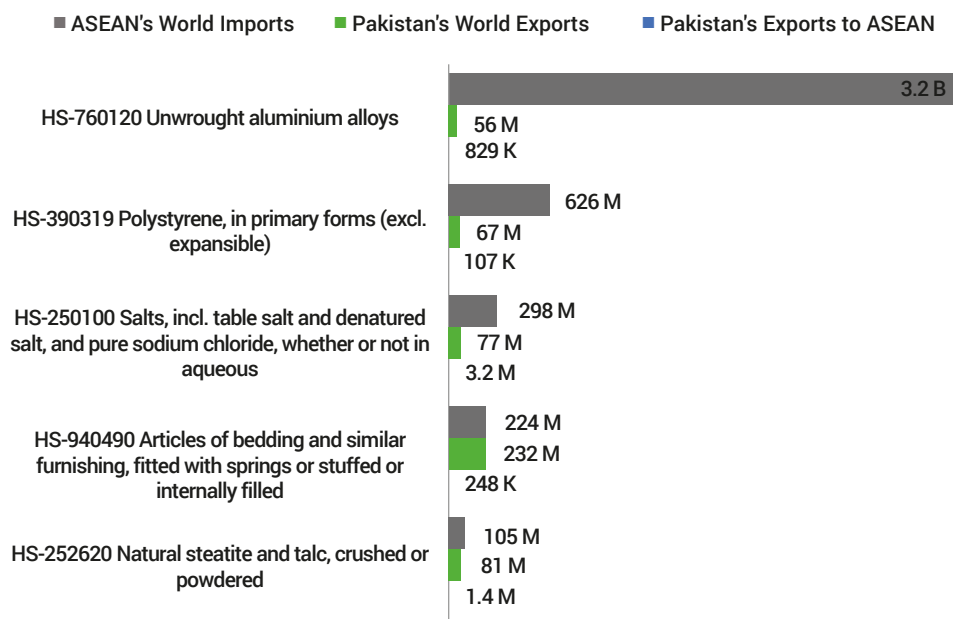 ASEAN's World Imports Pakistan's World Exports Pakistan's Exports to ASEAN
HS-760120 Unwrought aluminium alloys
3.2 B
56 M
829 K
HS-390319 Polystyrene, in primary forms (excl.
expansible)
626 M
67 M
107 K
HS-250100 Salts, incl. table salt and denatured
salt, and pure sodium chloride, whether or not in
aqueous
298 M
77 M
3.2 M
HS-940490 Articles of bedding and similar
furnishing, fitted with springs or stuffed or
internally filled
224 M
232 M
248 K
HS-252620 Natural steatite and talc, crushed or
powdered
105 M
81 M
1.4 M